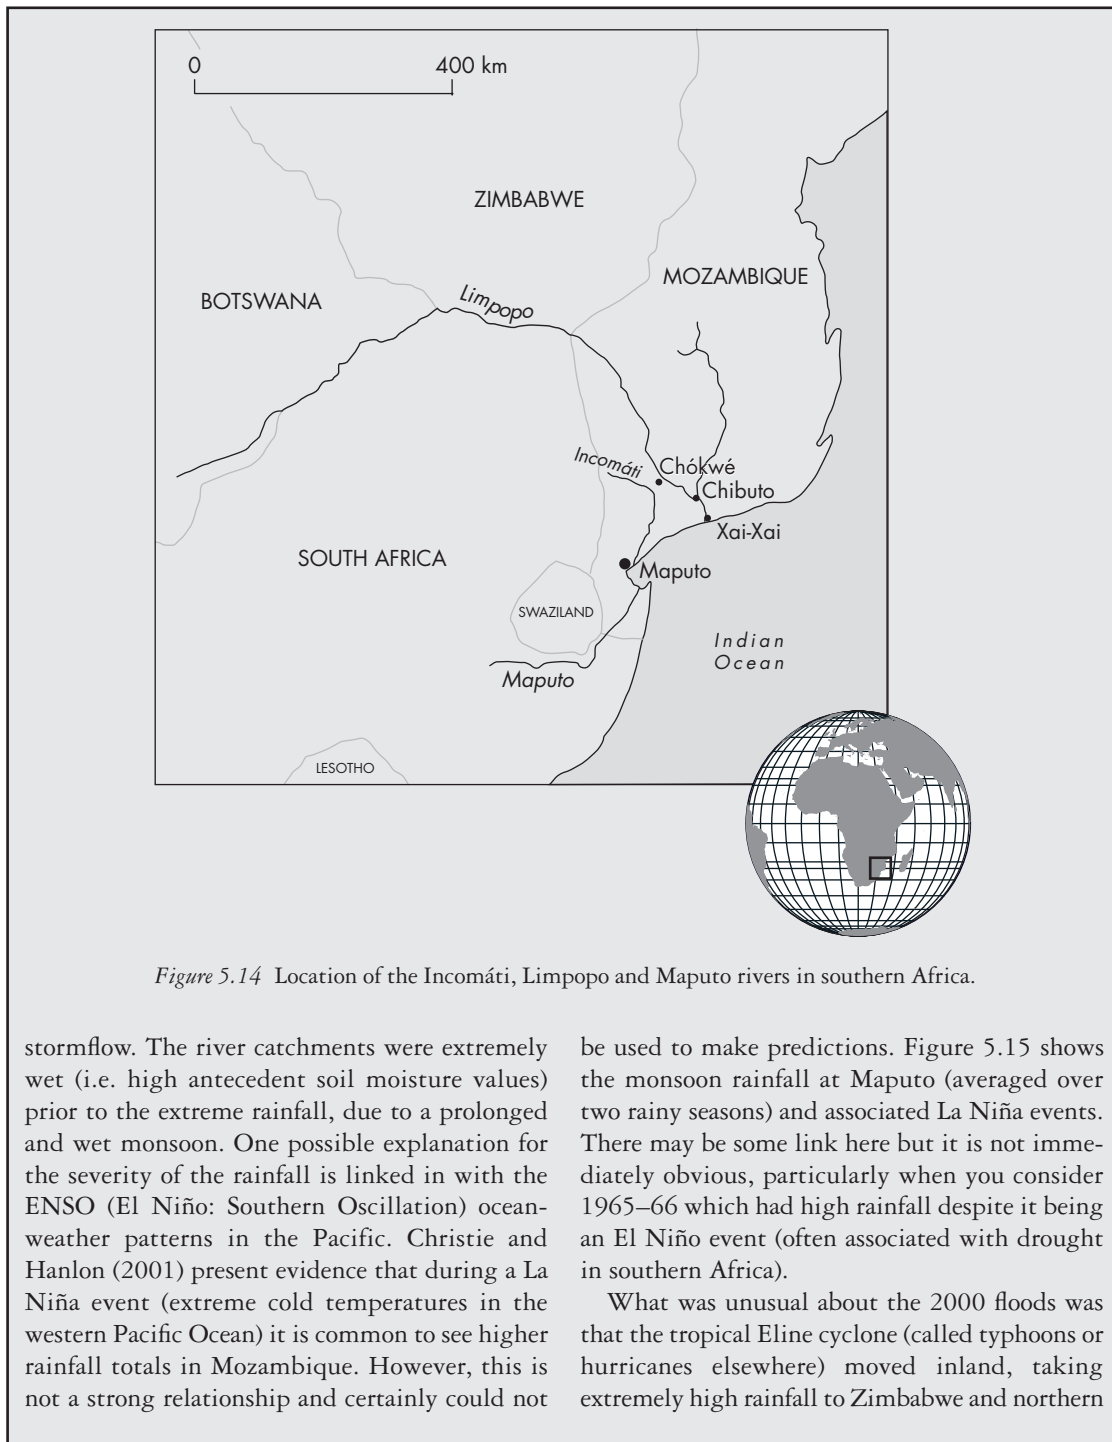 0 400 km
ZIMBABWE
MOZAMBIQUE
BOTSWANA
Limpopo
Incomáti
Chókwé
Chibuto
Xai-Xai
SOUTH AFRICA
Maputo
SWAZILAND
Indian
Ocean
Maputo
LESOTHO
Figure 5.14 Location of the Incomáti, Limpopo and Maputo rivers in southern Africa.
stormflow. The river catchments were extremely
wet (i.e. high antecedent soil moisture values)
prior to the extreme rainfall, due to a prolonged
and wet monsoon. One possible explanation for
the severity of the rainfall is linked in with the
ENSO (El Niño: Southern Oscillation) ocean-
weather patterns in the Pacific. Christie and
Hanlon (2001) present evidence that during a La
Niña event (extreme cold temperatures in the
western Pacific Ocean) it is common to see higher
rainfall totals in Mozambique. However, this is
not a strong relationship and certainly could not
be used to make predictions. Figure 5.15 shows
the monsoon rainfall at Maputo (averaged over
two rainy seasons) and associated La Niña events.
There may be some link here but it is not imme-
diately obvious, particularly when you consider
1965–66 which had high rainfall despite it being
an El Niño event (often associated with drought
in southern Africa).
What was unusual about the 2000 floods was
that the tropical Eline cyclone (called typhoons or
hurricanes elsewhere) moved inland, taking
extremely high rainfall to Zimbabwe and northern